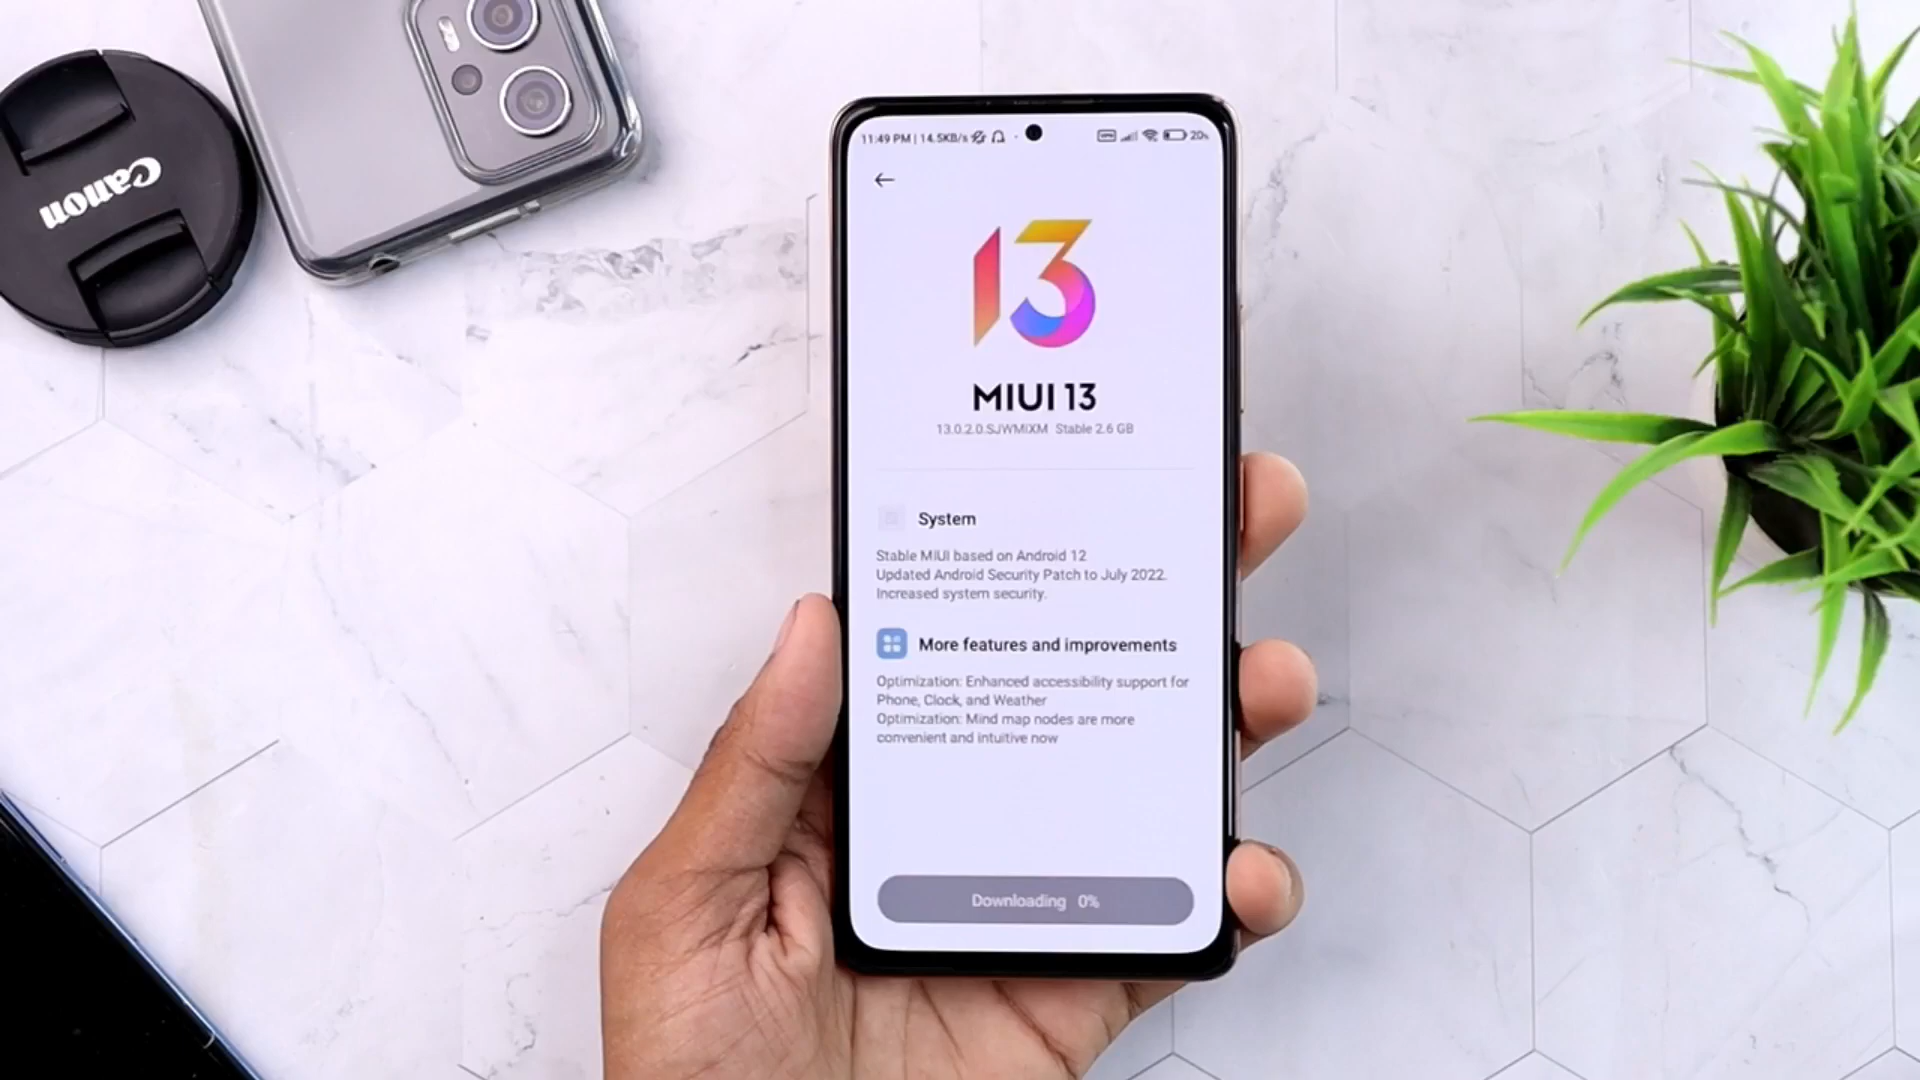 Canon
11:49 PM | 14.5KB/s
20%
13
MIUI 13
13.0.2.0.SJWMIXM Stable 2.6 GB
System
Stable MIUI based on Android 12
Updated Android Security Patch to July 2022.
Increased system security.
More features and improvements
Optimization: Enhanced accessibility support for
Phone, Clock, and Weather
Optimization: Mind map nodes are more
convenient and intuitive now
Downloading 0%